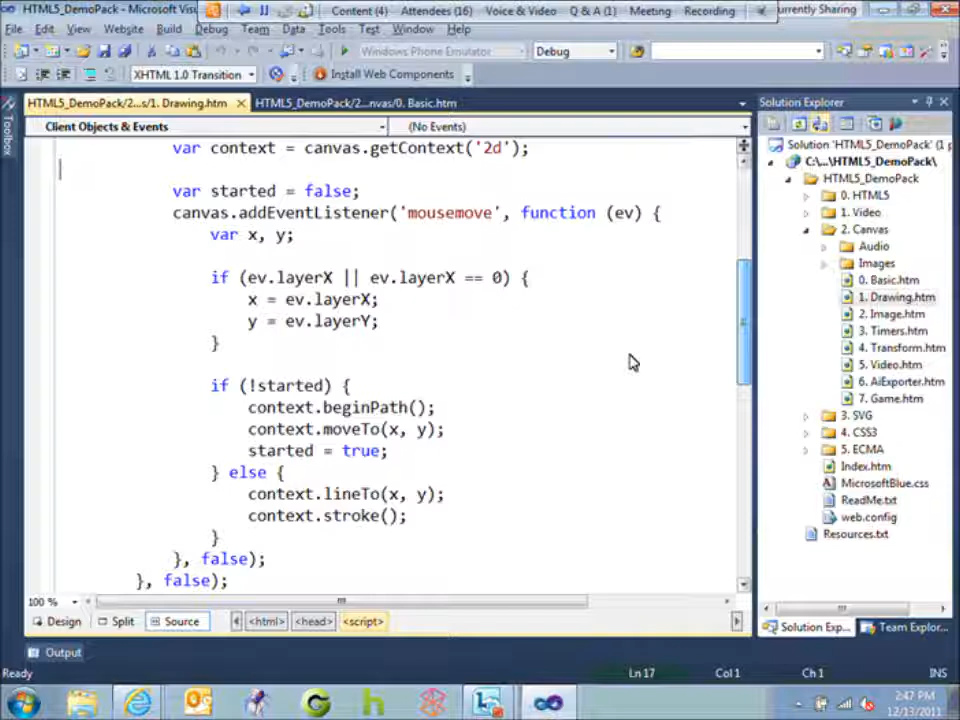 HTML5_DemoPack - Microsoft Visu
Content (4) Attendees (16) Voice & Video Q & A (1) Meeting Recording
urrently Sharing
File Edit View Website Build Debug Team Data Tools Test Window Help
Windows Phone Emulator Debug
XHTML 1.0 Transition Install Web Components
HTML5_DemoPack/2...s/1. Drawing.htm HTML5_DemoPack/2...nvas/0. Basic.htm
Toolbox
Client Objects & Events (No Events)
var context = canvas.getContext('2d');
var started = false;
canvas.addEventListener('mousemove', function (ev) {
var x, y;
if (ev.layerX || ev.layerX == 0) {
x = ev.layerX;
y = ev.layerY;
}
if (!started) {
context.beginPath();
context.moveTo(x, y);
started = true;
} else {
context.lineTo(x, y);
context.stroke();
}
}, false);
}, false);
100 %
Design Split Source <html> <head> <script>
Solution Explorer
Solution 'HTML5_DemoPack' (1 p
C:\...\HTML5_DemoPack\
HTML5_DemoPack
0. HTML5
1. Video
2. Canvas
Audio
Images
0. Basic.htm
1. Drawing.htm
2. Image.htm
3. Timers.htm
4. Transform.htm
5. Video.htm
6. AiExporter.htm
7. Game.htm
3. SVG
4. CSS3
5. ECMA
Index.htm
MicrosoftBlue.css
ReadMe.txt
web.config
Resources.txt
Solution Exp... Team Explor...
Output
Ready Ln 17 Col 1 Ch 1 INS
2:47 PM
12/13/2011